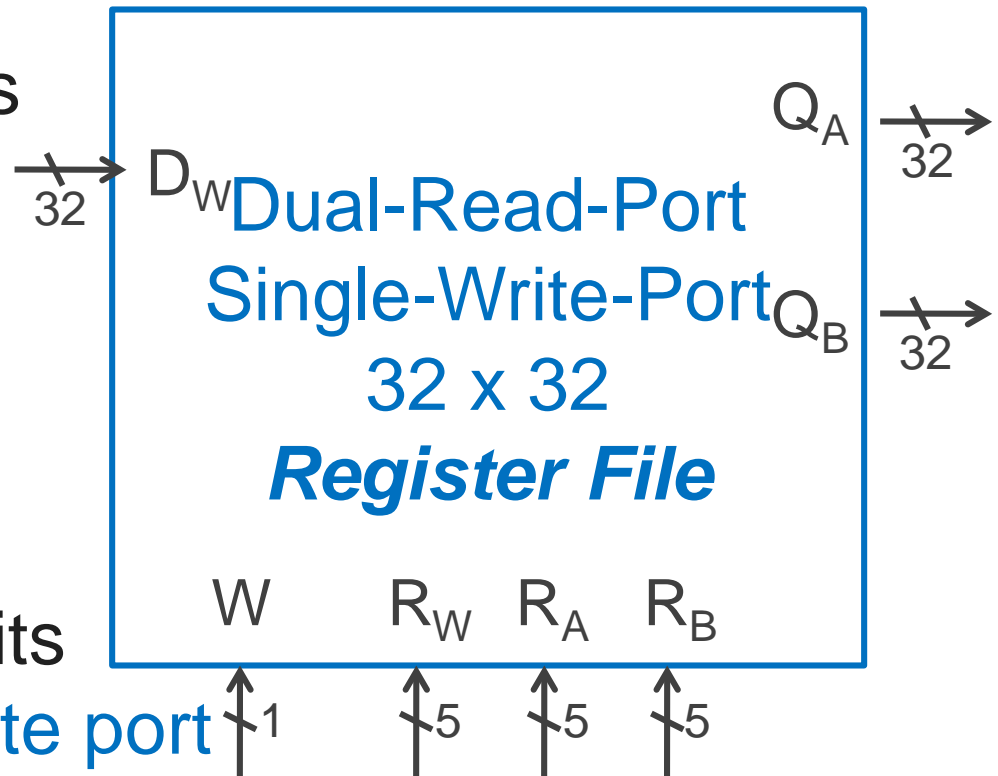 s
Q_A
32
D_W
32
Dual-Read-Port
Single-Write-Port
Q_B
32
32 x 32
Register File
W R_W R_A R_B
its
te port
1 5 5 5